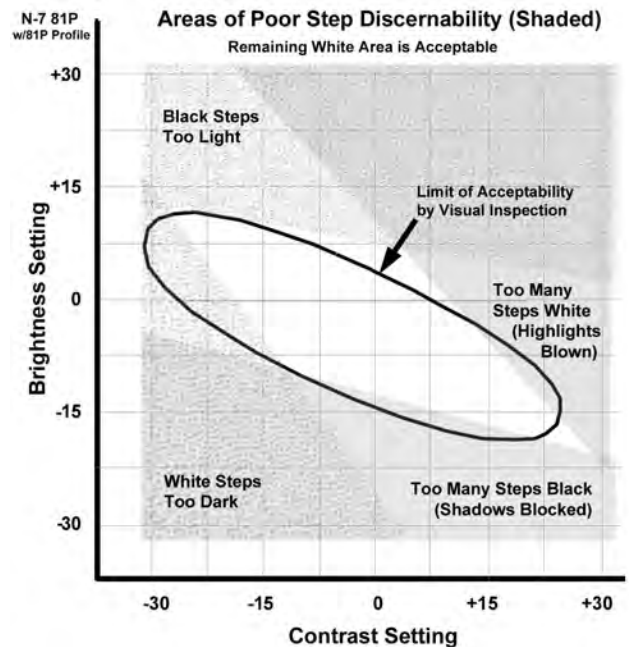 N-7 81P
w/81P Profile
Areas of Poor Step Discernability (Shaded)
Remaining White Area is Acceptable
+30
Black Steps
Too Light
+15
Limit of Acceptability
by Visual Inspection
Brightness Setting
0
Too Many
Steps White
(Highlights
Blown)
-15
White Steps
Too Dark
Too Many Steps Black
(Shadows Blocked)
-30
-30
-15
0
+15
+30
Contrast Setting